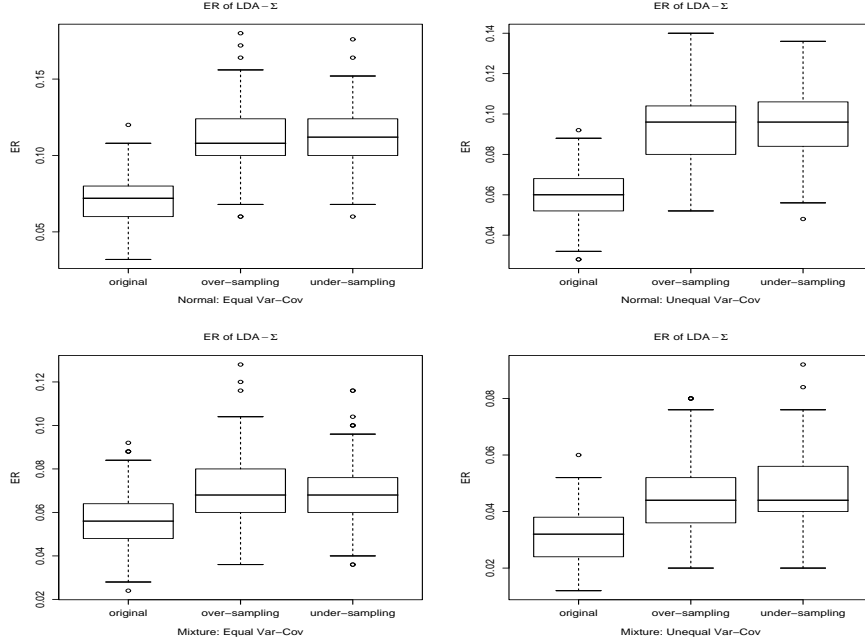 ER of LDA−Σ
ER
0.05
0.10
0.15
original
over−sampling
under−sampling
Normal: Equal Var−Cov
ER of LDA−Σ
ER
0.04
0.06
0.08
0.10
0.12
0.14
original
over−sampling
under−sampling
Normal: Unequal Var−Cov
ER of LDA−Σ
ER
0.02
0.04
0.06
0.08
0.10
0.12
original
over−sampling
under−sampling
Mixture: Equal Var−Cov
ER of LDA−Σ
ER
0.02
0.04
0.06
0.08
original
over−sampling
under−sampling
Mixture: Unequal Var−Cov